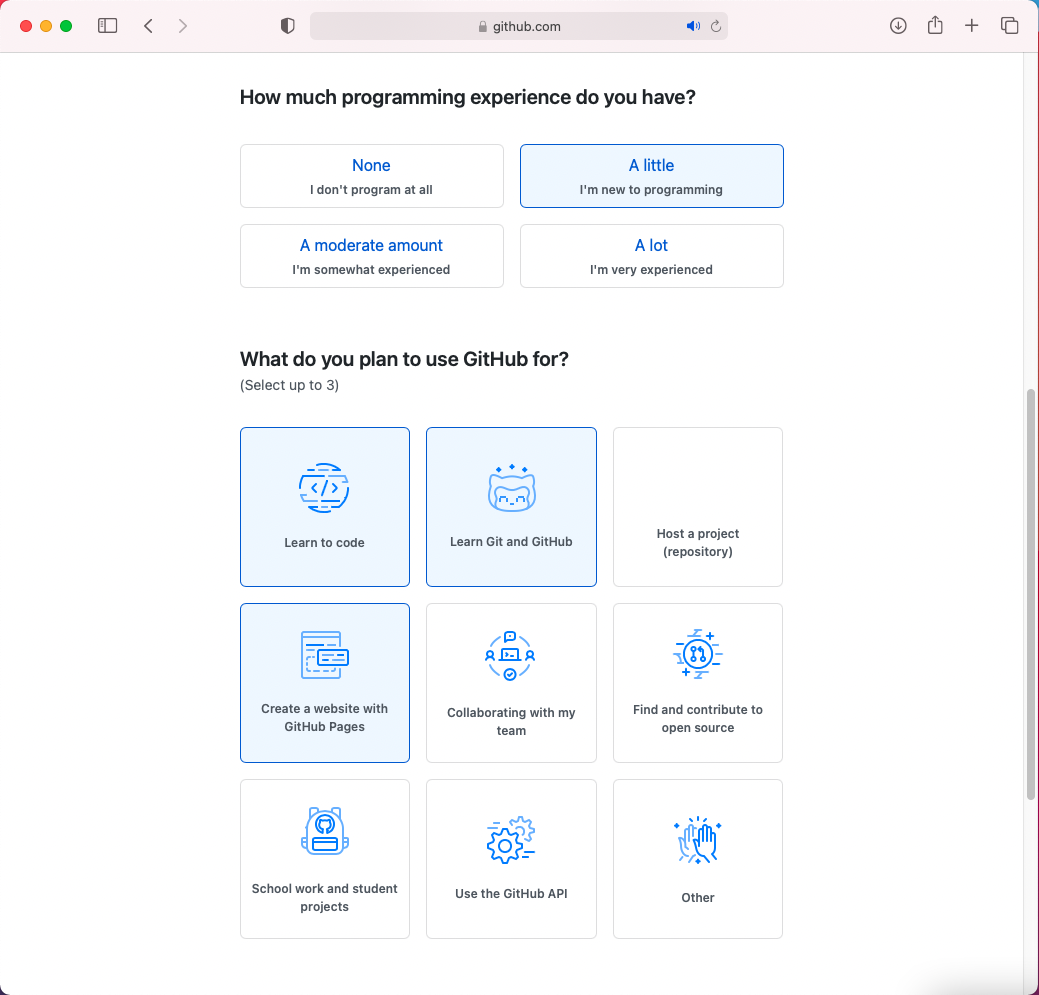 github.com
How much programming experience do you have?
None
I don't program at all
A little
I'm new to programming
A moderate amount
I'm somewhat experienced
A lot
I'm very experienced
What do you plan to use GitHub for?
(Select up to 3)
Learn to code
Learn Git and GitHub
Host a project
(repository)
Create a website with
GitHub Pages
Collaborating with my
team
Find and contribute to
open source
School work and student
projects
Use the GitHub API
Other